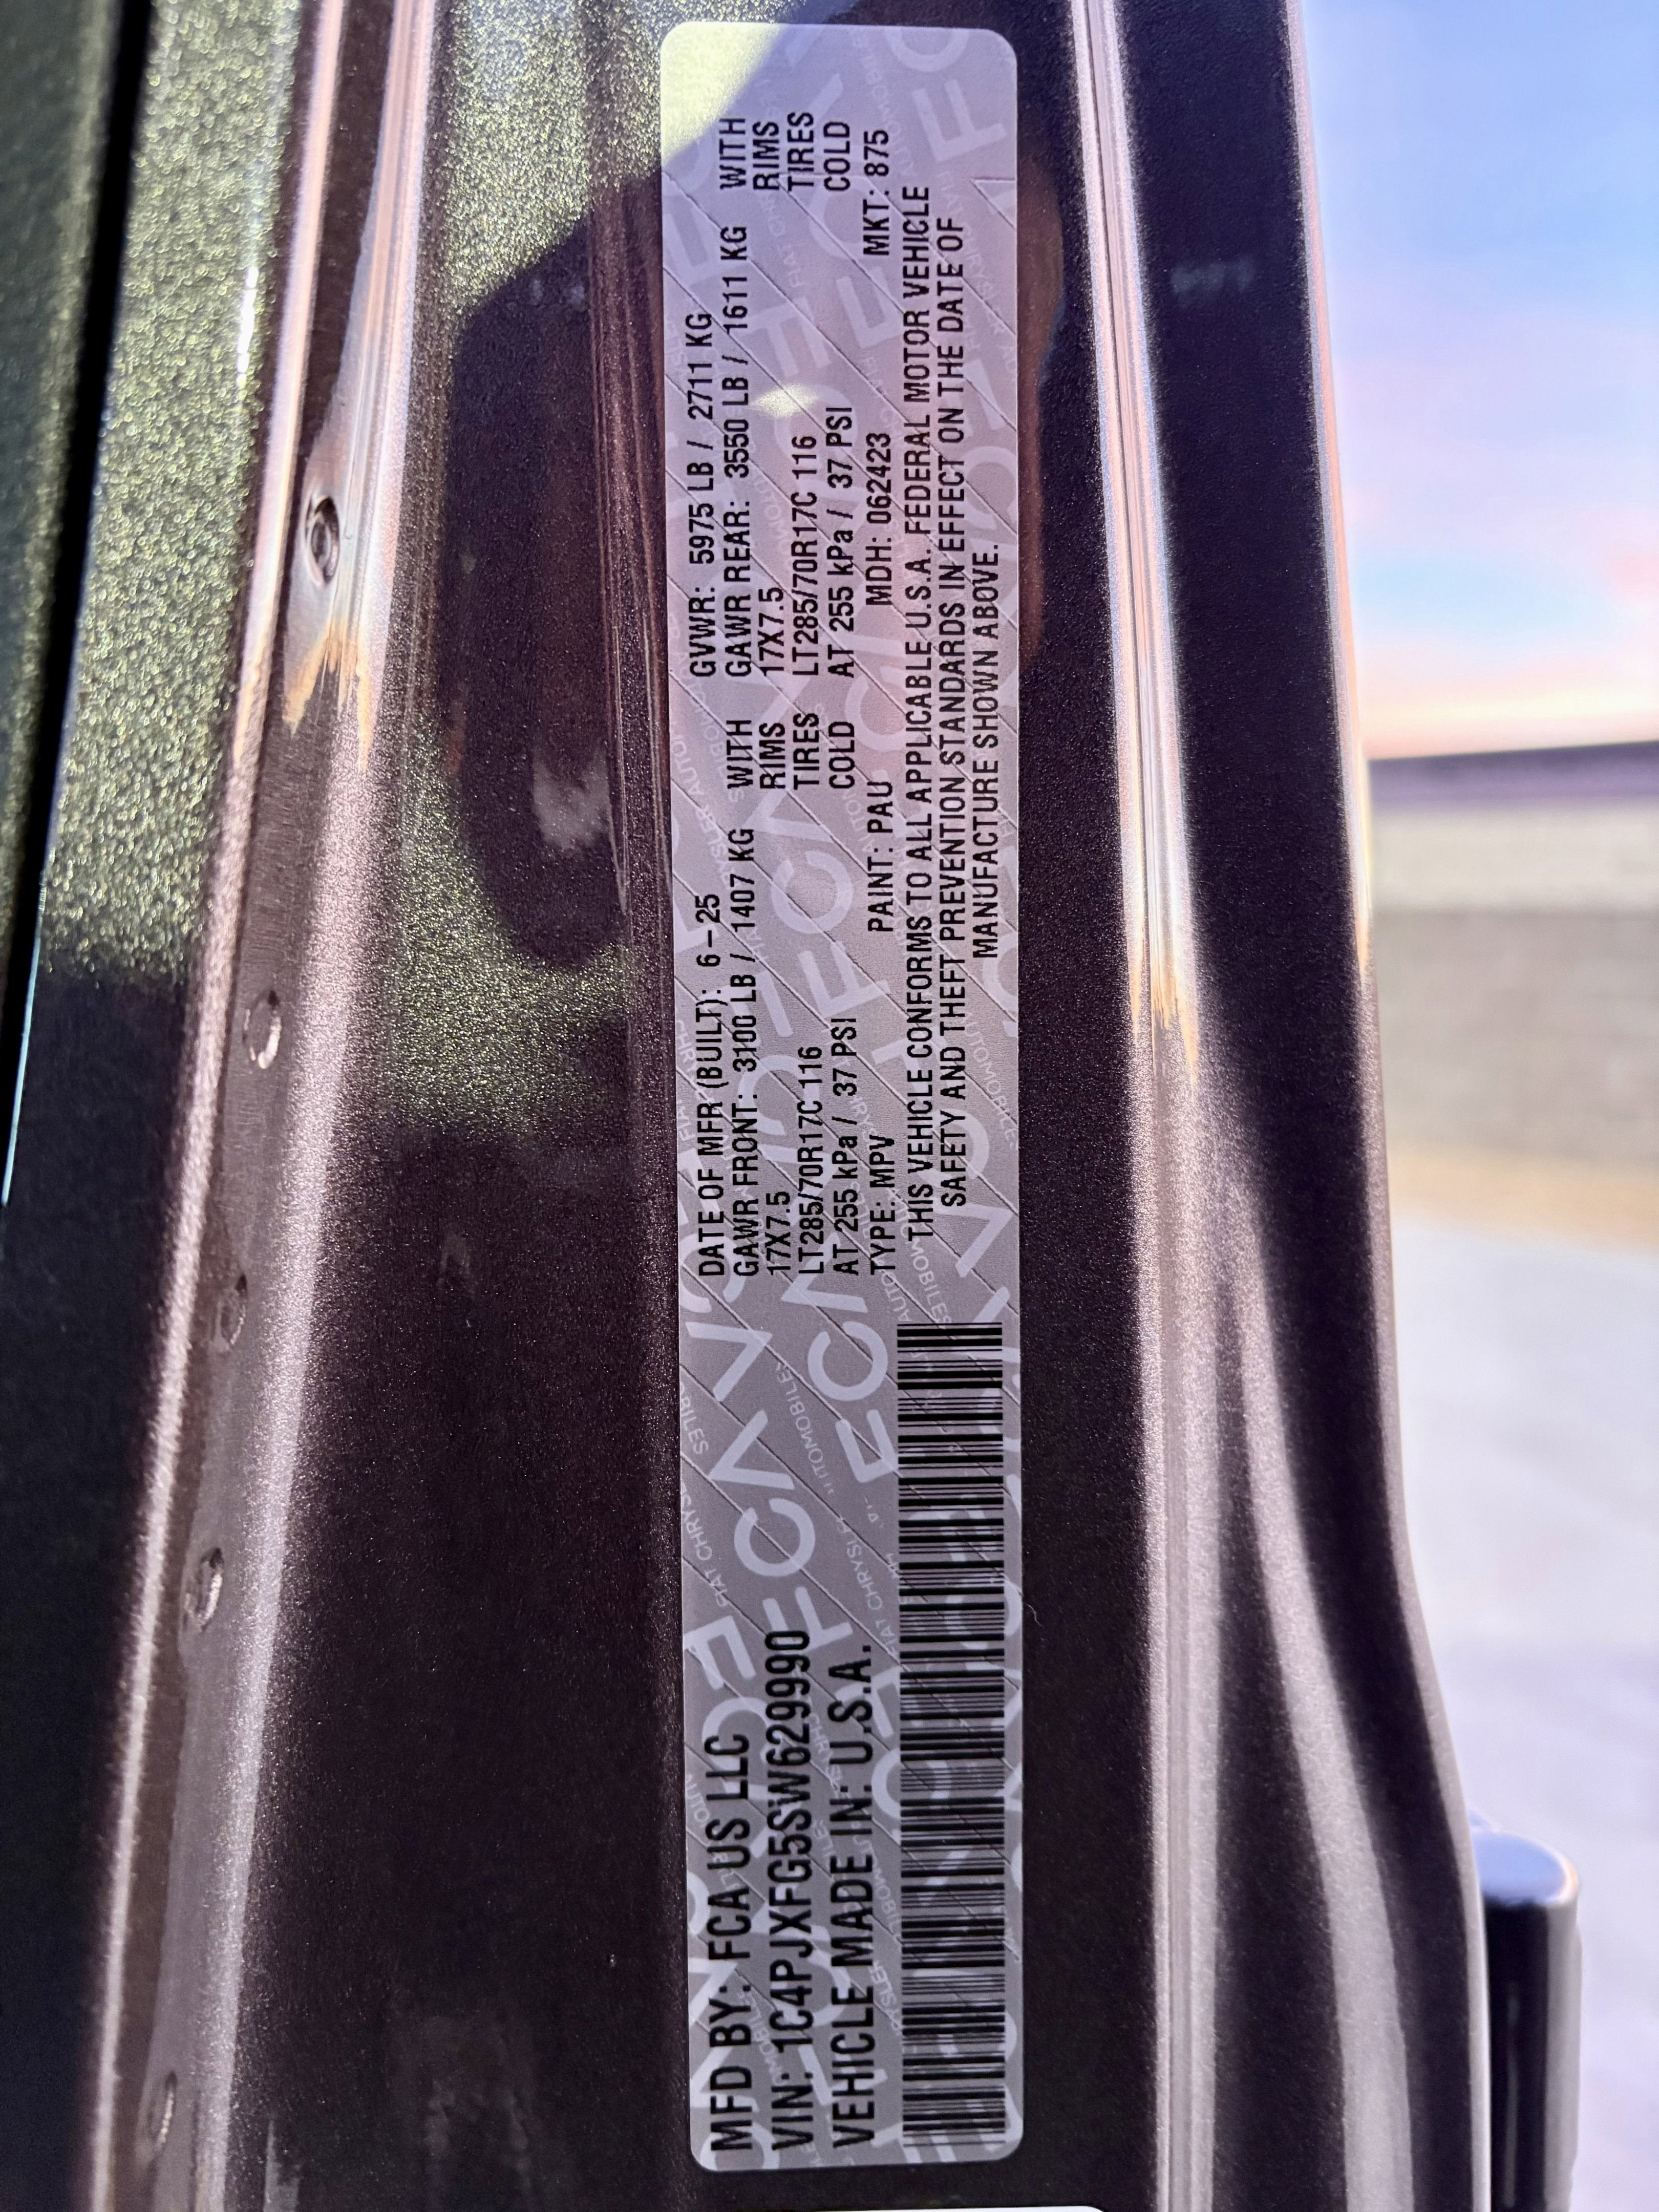 MFD BY: FCA US LLC
VIN: 1C4PJXFG5SW629990
VEHICLE MADE IN: U.S.A.
DATE OF MFR (BUILT): 6-25 GVWR: 5975 LB / 2711 KG
GAWR FRONT: 3100 LB / 1407 KG WITH GAWR REAR: 3550 LB / 1611 KG WITH
17X7.5 RIMS 17X7.5 RIMS
LT285/70R17C 116 TIRES LT285/70R17C 116 TIRES
AT 255 kPa / 37 PSI COLD AT 255 kPa / 37 PSI COLD
TYPE: MPV PAINT: PAU MDH: 062423 MKT: 875
THIS VEHICLE CONFORMS TO ALL APPLICABLE U.S.A. FEDERAL MOTOR VEHICLE
SAFETY AND THEFT PREVENTION STANDARDS IN EFFECT ON THE DATE OF
MANUFACTURE SHOWN ABOVE.